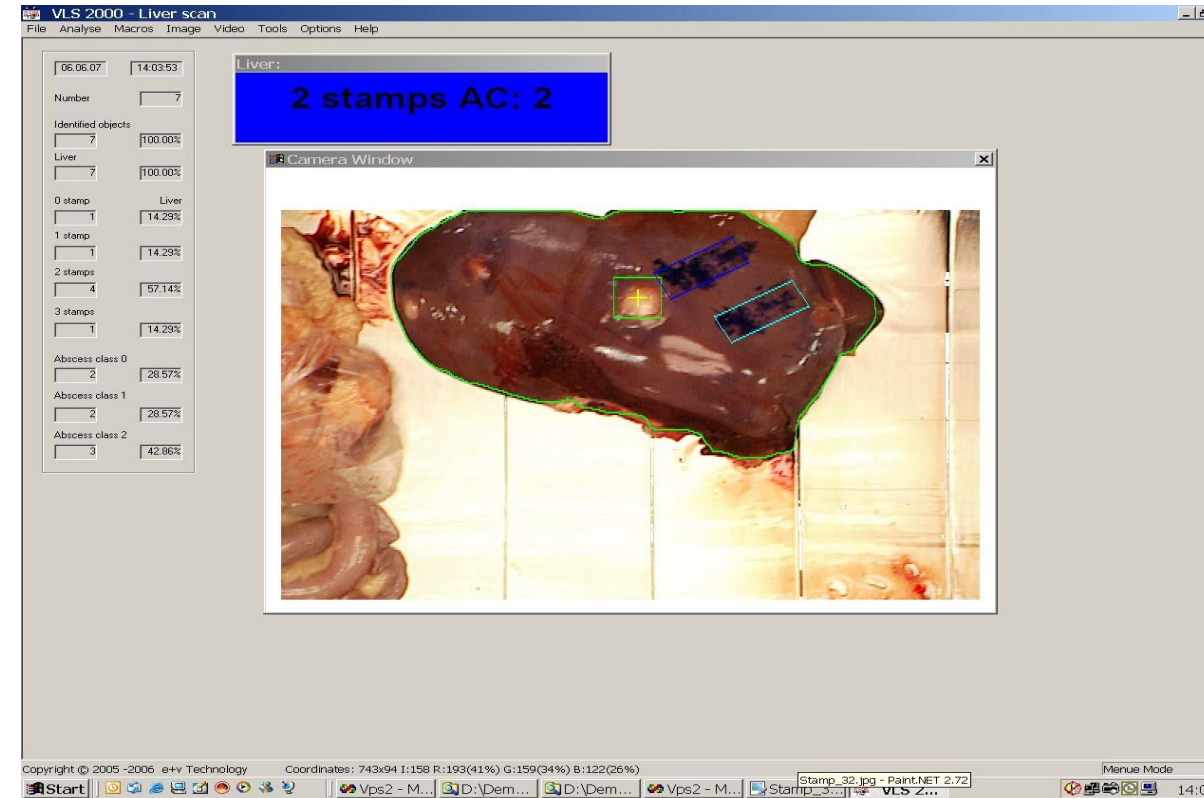 VLS 2000 - Liver scan
File Analyse Macros Image Video Tools Options Help
06.06.07 14:03:53
Number 7
Identified objects
7 100.00%
Liver
7 100.00%
0 stamp Liver
1 14.29%
1 stamp
1 14.29%
2 stamps
4 57.14%
3 stamps
1 14.29%
Abscess class 0
2 28.57%
Abscess class 1
2 28.57%
Abscess class 2
3 42.86%
Liver:
2 stamps AC: 2
Camera Window
Copyright © 2005 -2006 e+v Technology Coordinates: 743x94 I:158 R:193(41%) G:159(34%) B:122(26%) Menue Mode
Stamp_32.jpg - Paint.NET 2.72
Start Vps2 - M... D:\Dem... D:\Dem... Vps2 - M... Stamp_3... VLS 2...